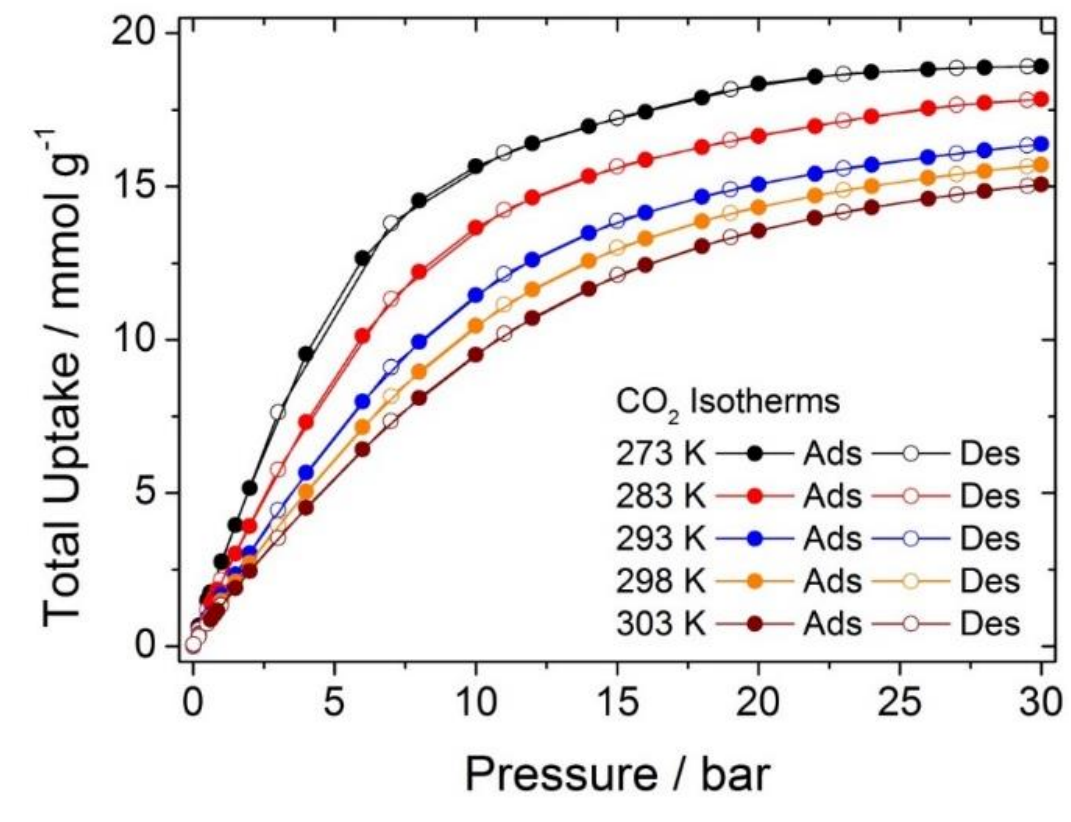 Total Uptake / mmol g⁻¹
20
15
10
5
0
CO₂ Isotherms
273 K Ads Des
283 K Ads Des
293 K Ads Des
298 K Ads Des
303 K Ads Des
0 5 10 15 20 25 30
Pressure / bar